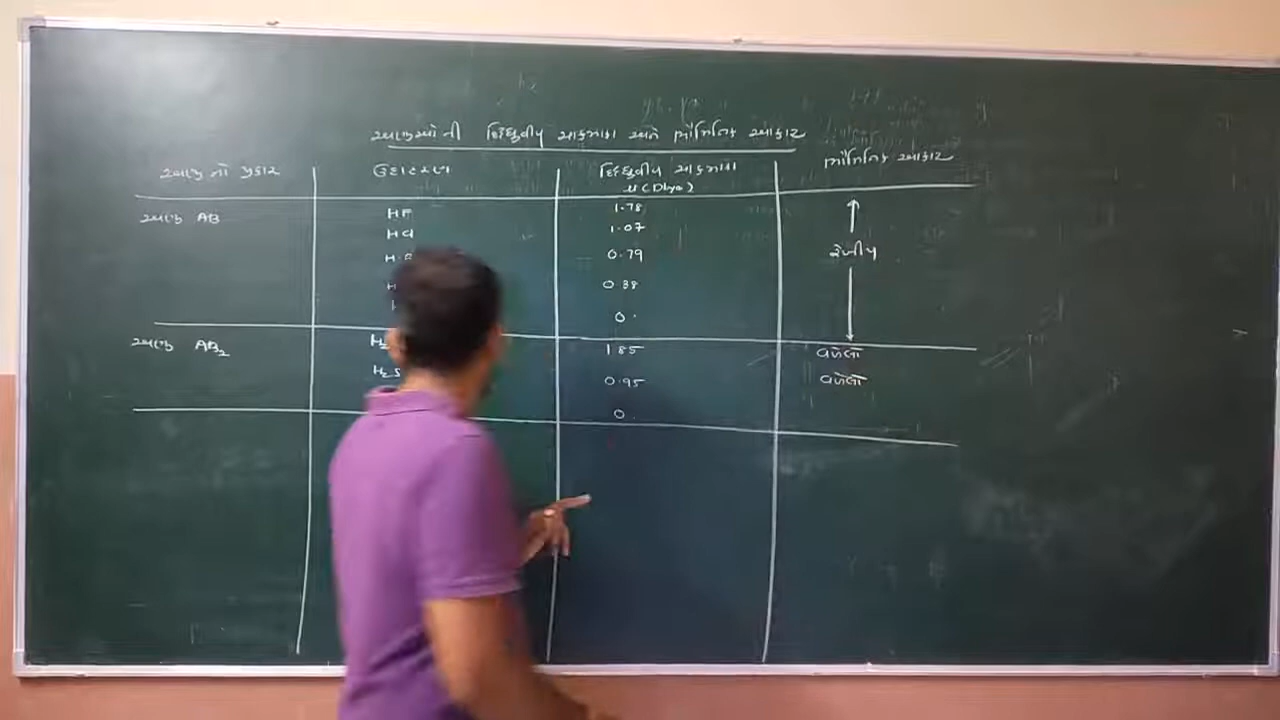 અણુઓની દ્વિધ્રુવીય ચાકમાત્રા અને ભૌમિતિક આકાર
અણુનો પ્રકાર ઉદાહરણ દ્વિધ્રુવીય ચાકમાત્રા ભૌમિતિક આકાર
μ(Dbye)
અણુ AB HF 1.78
HCl 1.07
0.79 રેખીય
0.38
0.
અણુ AB₂ 1.85 વળેલો
H₂S 0.95 વળેલો
0.